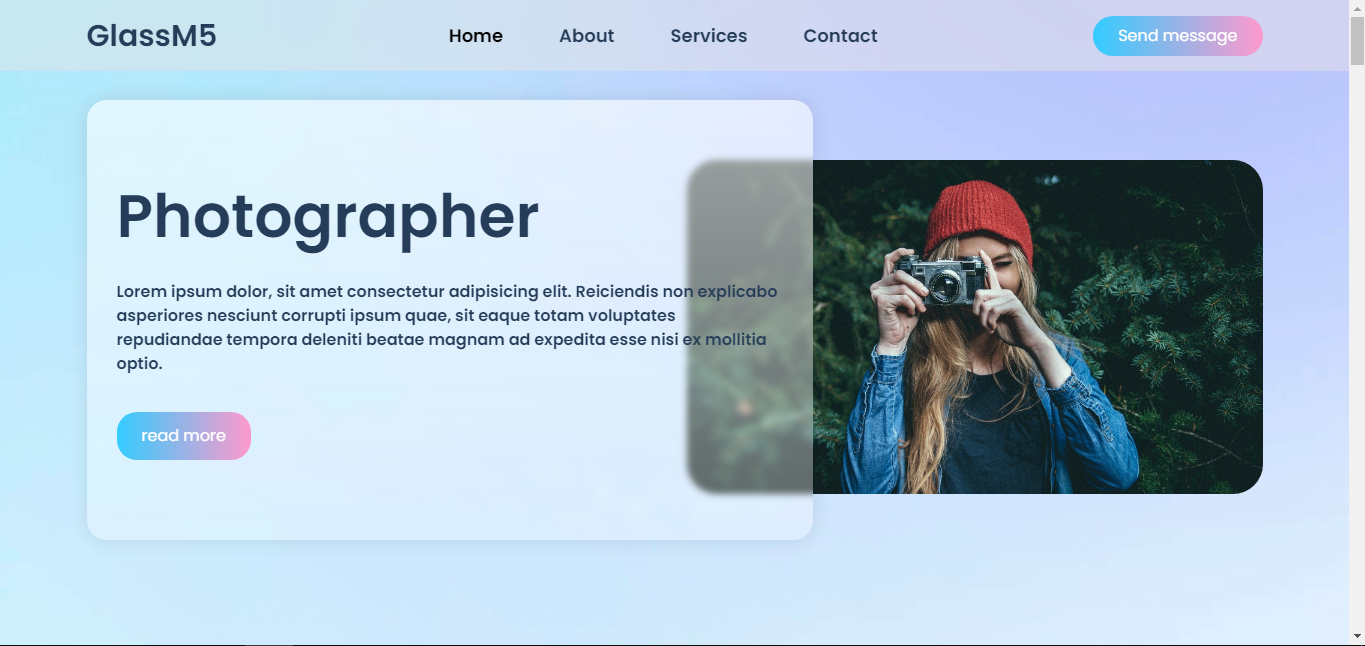 GlassM5
Home About Services Contact
Send message
Photographer
Lorem ipsum dolor, sit amet consectetur adipisicing elit. Reiciendis non explicabo
asperiores nesciunt corrupti ipsum quae, sit eaque totam voluptates
repudiandae tempora deleniti beatae magnam ad expedita esse nisi ex mollitia
optio.
read more